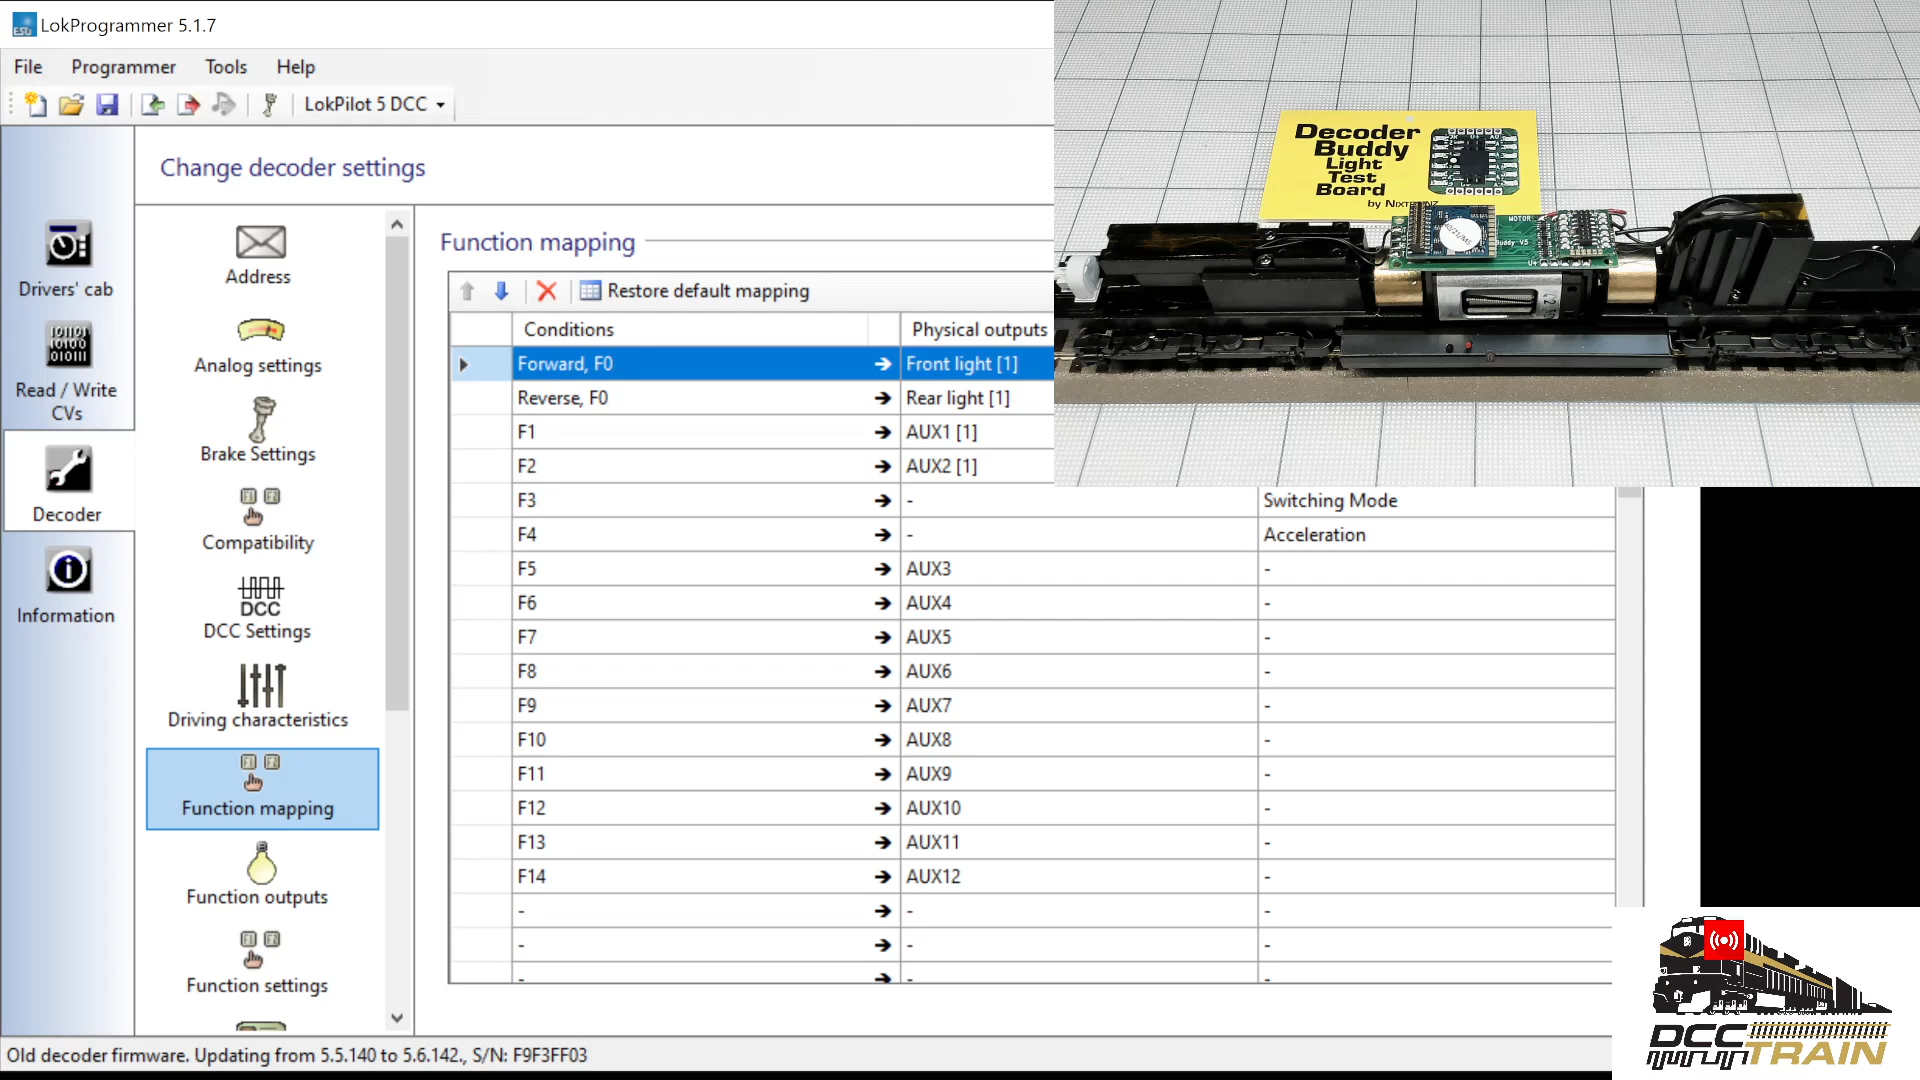 LokProgrammer 5.1.7
File Programmer Tools Help
LokPilot 5 DCC
Change decoder settings
Drivers' cab
Read / Write
CVs
Decoder
Information
Address
Analog settings
Brake Settings
Compatibility
DCC
DCC Settings
Driving characteristics
Function mapping
Function outputs
Function settings
Function mapping
Restore default mapping
Conditions Physical outputs
Forward, F0 Front light [1]
Reverse, F0 Rear light [1]
F1 AUX1 [1]
F2 AUX2 [1]
F3 - Switching Mode
F4 - Acceleration
F5 AUX3 -
F6 AUX4 -
F7 AUX5 -
F8 AUX6 -
F9 AUX7 -
F10 AUX8 -
F11 AUX9 -
F12 AUX10 -
F13 AUX11 -
F14 AUX12 -
- - -
- - -
- - -
Old decoder firmware. Updating from 5.5.140 to 5.6.142., S/N: F9F3FF03
Decoder
Buddy
Light
Test
Board
MOTOR
Buddy V5
U+
DCC
TRAIN